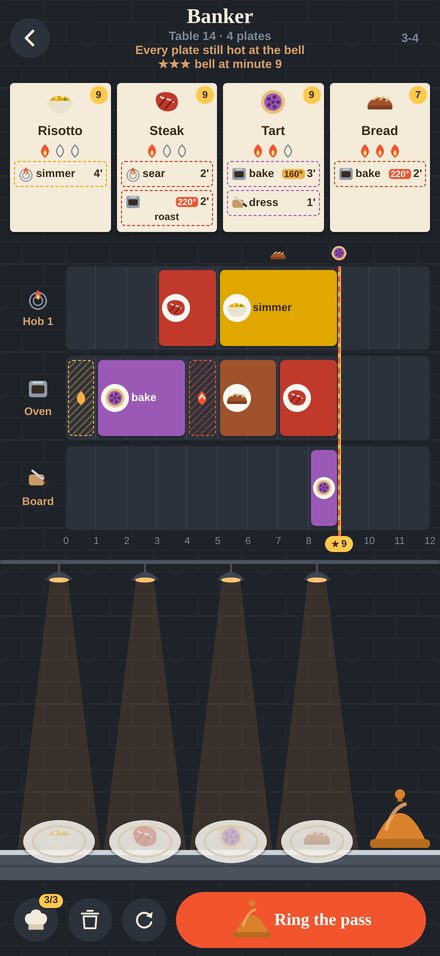 Banker
Table 14 · 4 plates
Every plate still hot at the bell
★★★ bell at minute 9
3-4
9
Risotto
simmer 4'
9
Steak
sear 2'
220° 2'
roast
9
Tart
bake 160° 3'
dress 1'
7
Bread
bake 220° 2'
Hob 1
simmer
Oven
bake
Board
0 1 2 3 4 5 6 7 8 ★ 9 10 11 12
3/3
Ring the pass